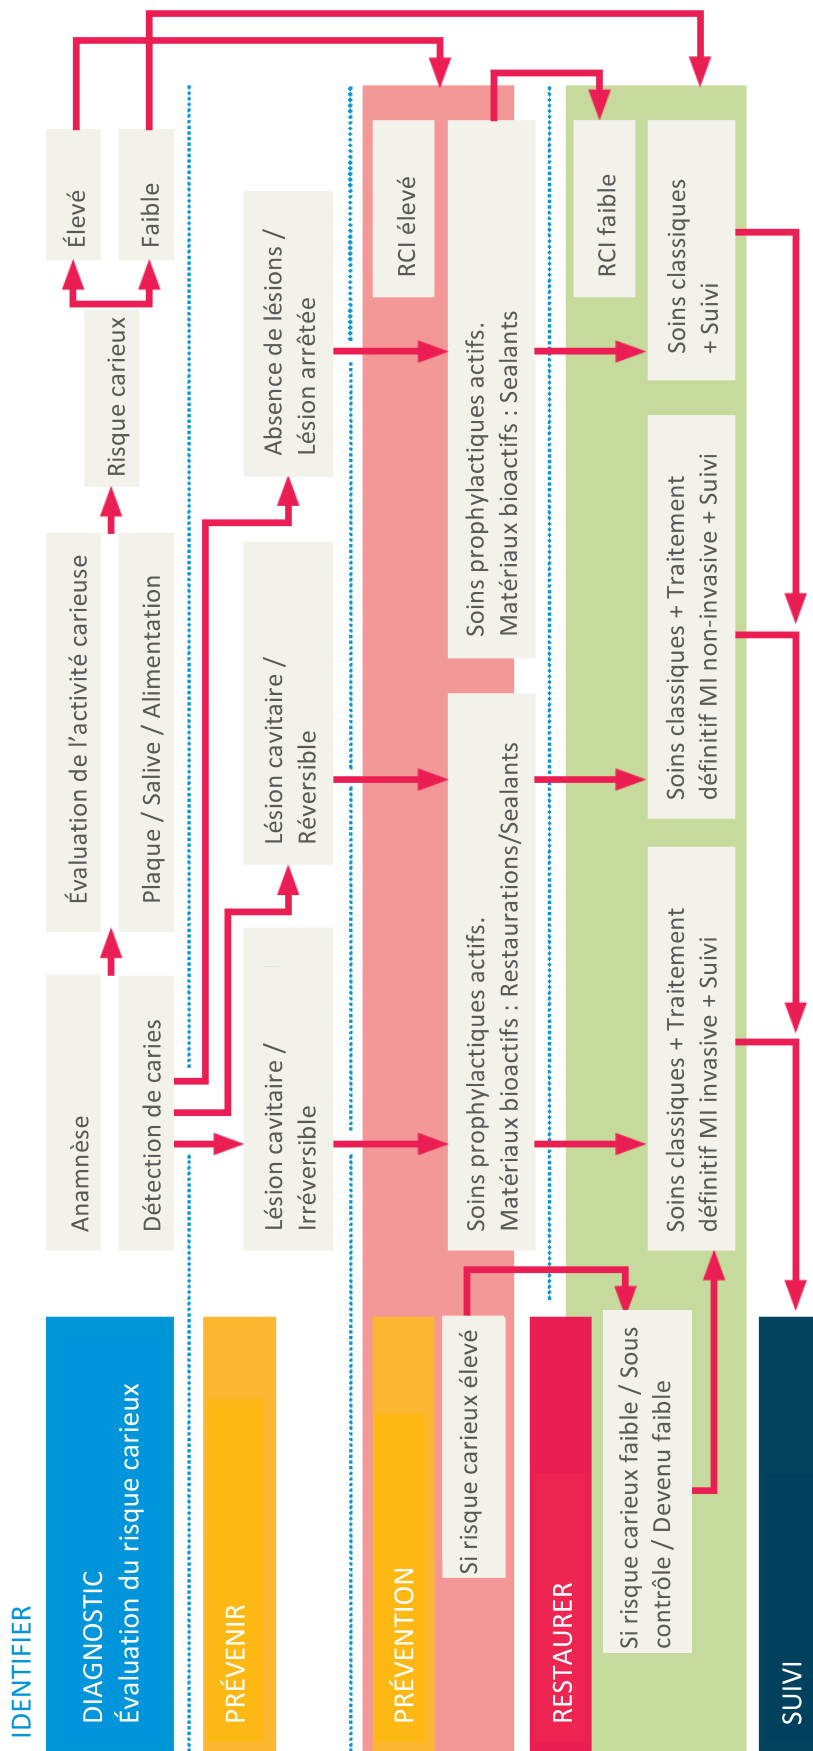 IDENTIFIER
DIAGNOSTIC
Évaluation du risque carieux
Anamnèse
Détection de caries
Évaluation de l’activité carieuse
Plaque / Salive / Alimentation
Risque carieux
Élevé
Faible
PRÉVENIR
Lésion cavitaire /
Irréversible
Lésion cavitaire /
Réversible
Absence de lésions /
Lésion arrêtée
PRÉVENTION
Si risque carieux élevé
Soins prophylactiques actifs.
Matériaux bioactifs : Restaurations/Sealants
Soins prophylactiques actifs.
Matériaux bioactifs : Sealants
RCI élevé
RESTAURER
Si risque carieux faible / Sous
contrôle / Devenu faible
Soins classiques + Traitement
définitif MI invasive + Suivi
Soins classiques + Traitement
définitif MI non-invasive + Suivi
RCI faible
Soins classiques
+ Suivi
SUIVI